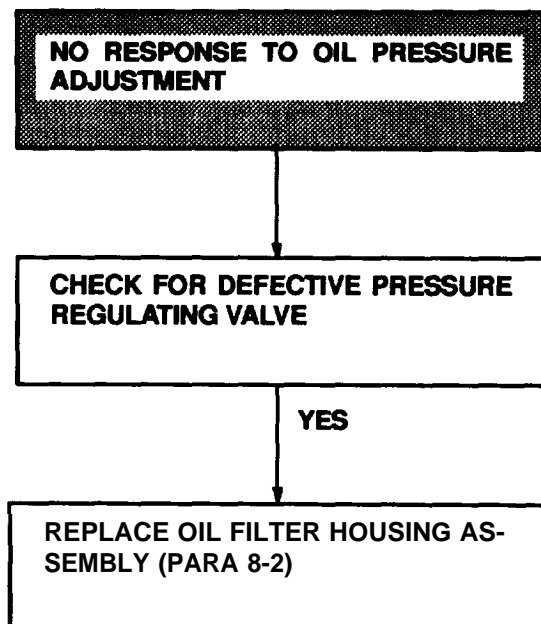 NO RESPONSE TO OIL PRESSURE
ADJUSTMENT
CHECK FOR DEFECTIVE PRESSURE
REGULATING VALVE
YES
REPLACE OIL FILTER HOUSING AS-
SEMBLY (PARA 8-2)